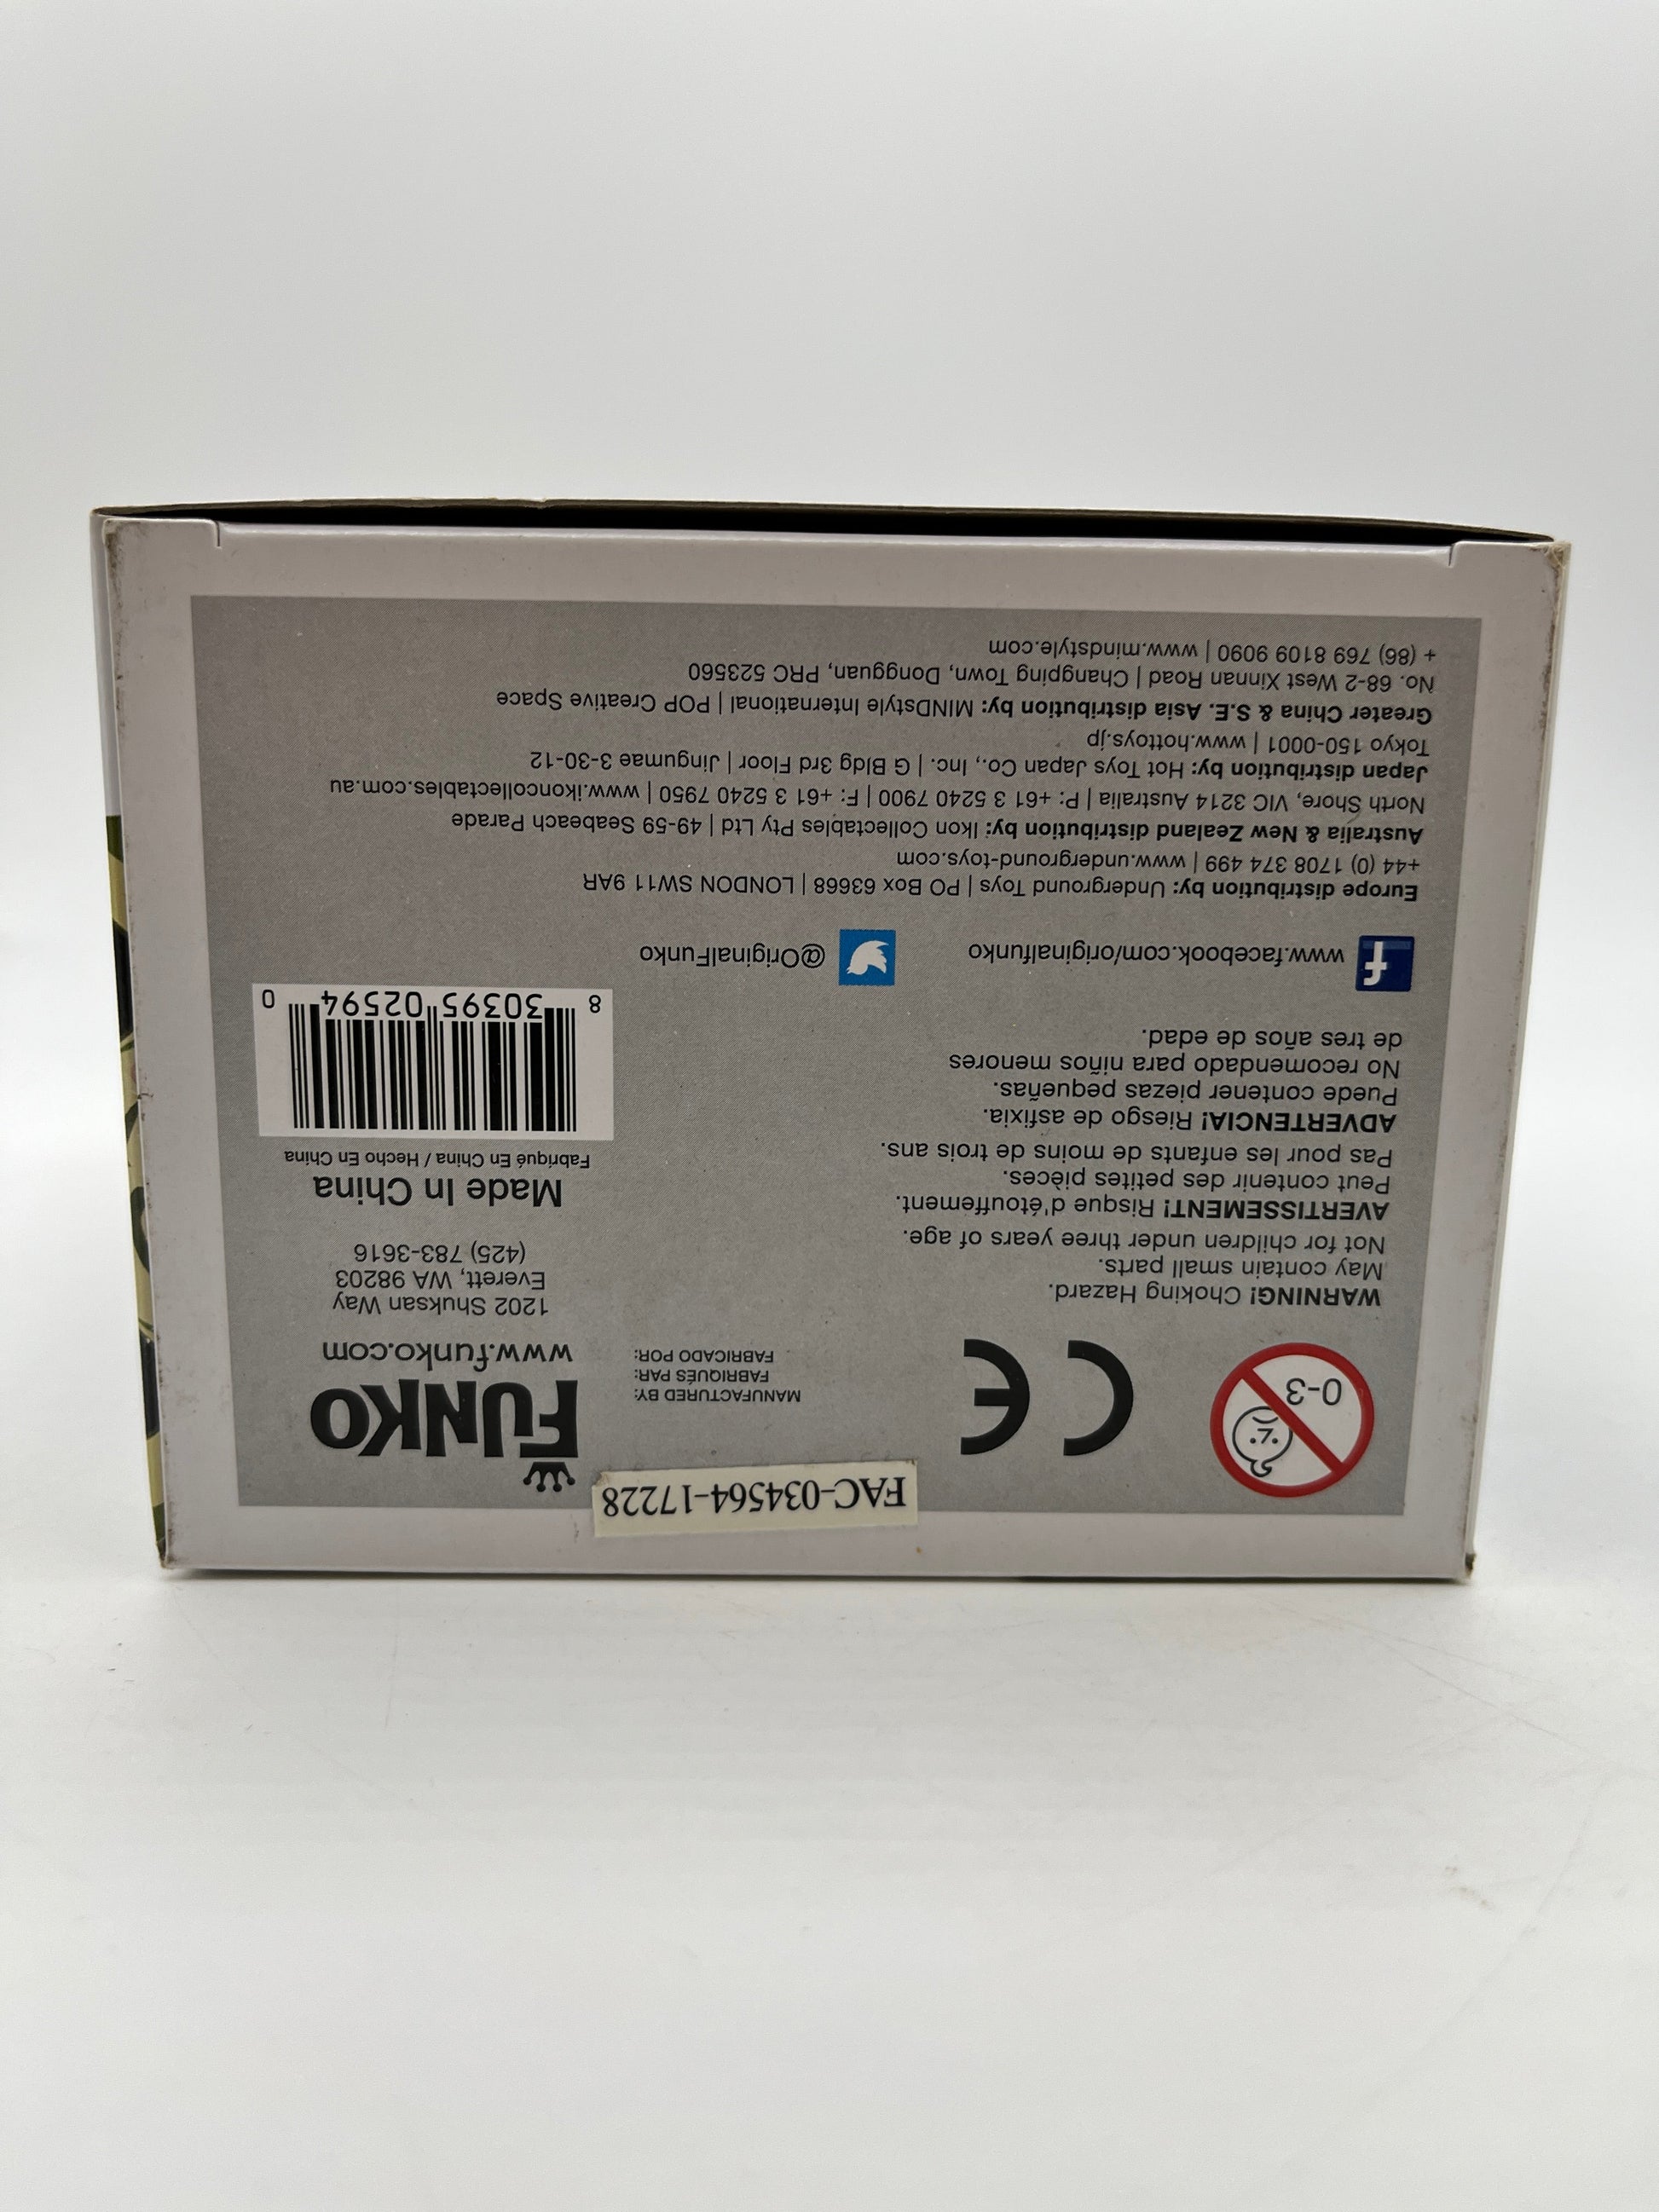 FAC-034564-17228
0-3
CE
MANUFACTURED BY:
FABRIQUÉS PAR:
FABRICADO POR:
FUNKO
www.funko.com
1202 Shuksan Way
Everett, WA 98203
(425) 783-3616
Made In China
Fabriqué En China / Hecho En China
8 30395 02594 0
WARNING! Choking Hazard.
May contain small parts.
Not for children under three years of age.
AVERTISSEMENT! Risque d'étouffement.
Peut contenir des petites pièces.
Pas pour les enfants de moins de trois ans.
ADVERTENCIA! Riesgo de asfixia.
Puede contener piezas pequeñas.
No recomendado para niños menores
de tres años de edad.
f www.facebook.com/originalfunko
@OriginalFunko
Europe distribution by: Underground Toys | PO Box 63668 | LONDON SW11 9AR
+44 (0) 1708 374 499 | www.underground-toys.com
Australia & New Zealand distribution by: Ikon Collectables Pty Ltd | 49-59 Seabeach Parade
North Shore, VIC 3214 Australia | P: +61 3 5240 7900 | F: +61 3 5240 7950 | www.ikoncollectables.com.au
Japan distribution by: Hot Toys Japan Co., Inc. | G Bldg 3rd Floor | Jingumae 3-30-12
Tokyo 150-0001 | www.hottoys.jp
Greater China & S.E. Asia distribution by: MINDstyle International | POP Creative Space
No. 68-2 West Xinnan Road | Changping Town, Dongguan, PRC 523560
+ (86) 769 8109 9090 | www.mindstyle.com